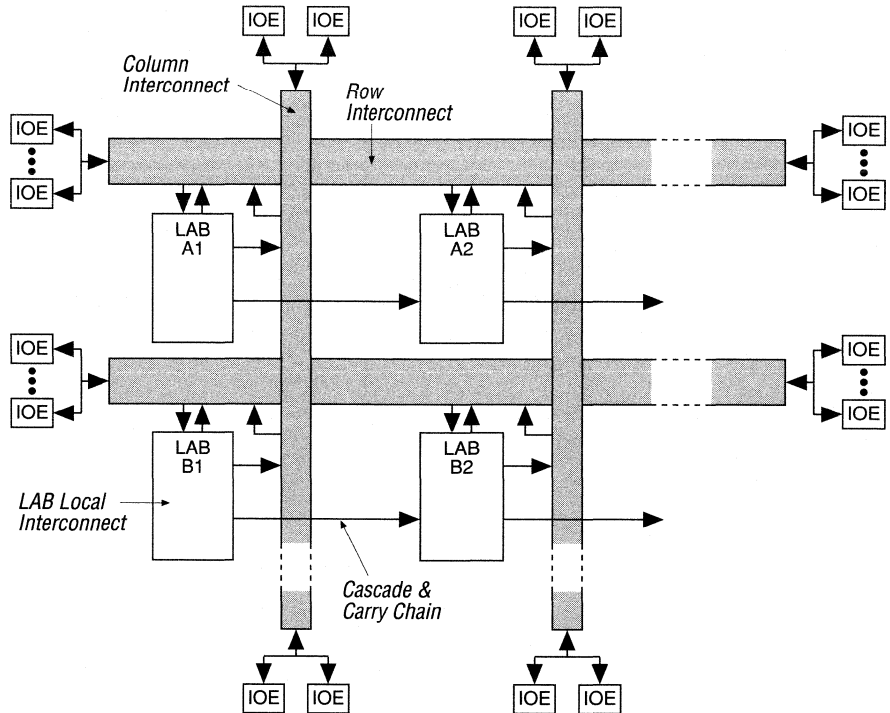 IOE IOE IOE IOE
Column
Interconnect
Row
Interconnect
IOE IOE
IOE IOE
LAB
A1
LAB
A2
IOE IOE
IOE IOE
LAB
B1
LAB
B2
LAB Local
Interconnect
Cascade &
Carry Chain
IOE IOE IOE IOE